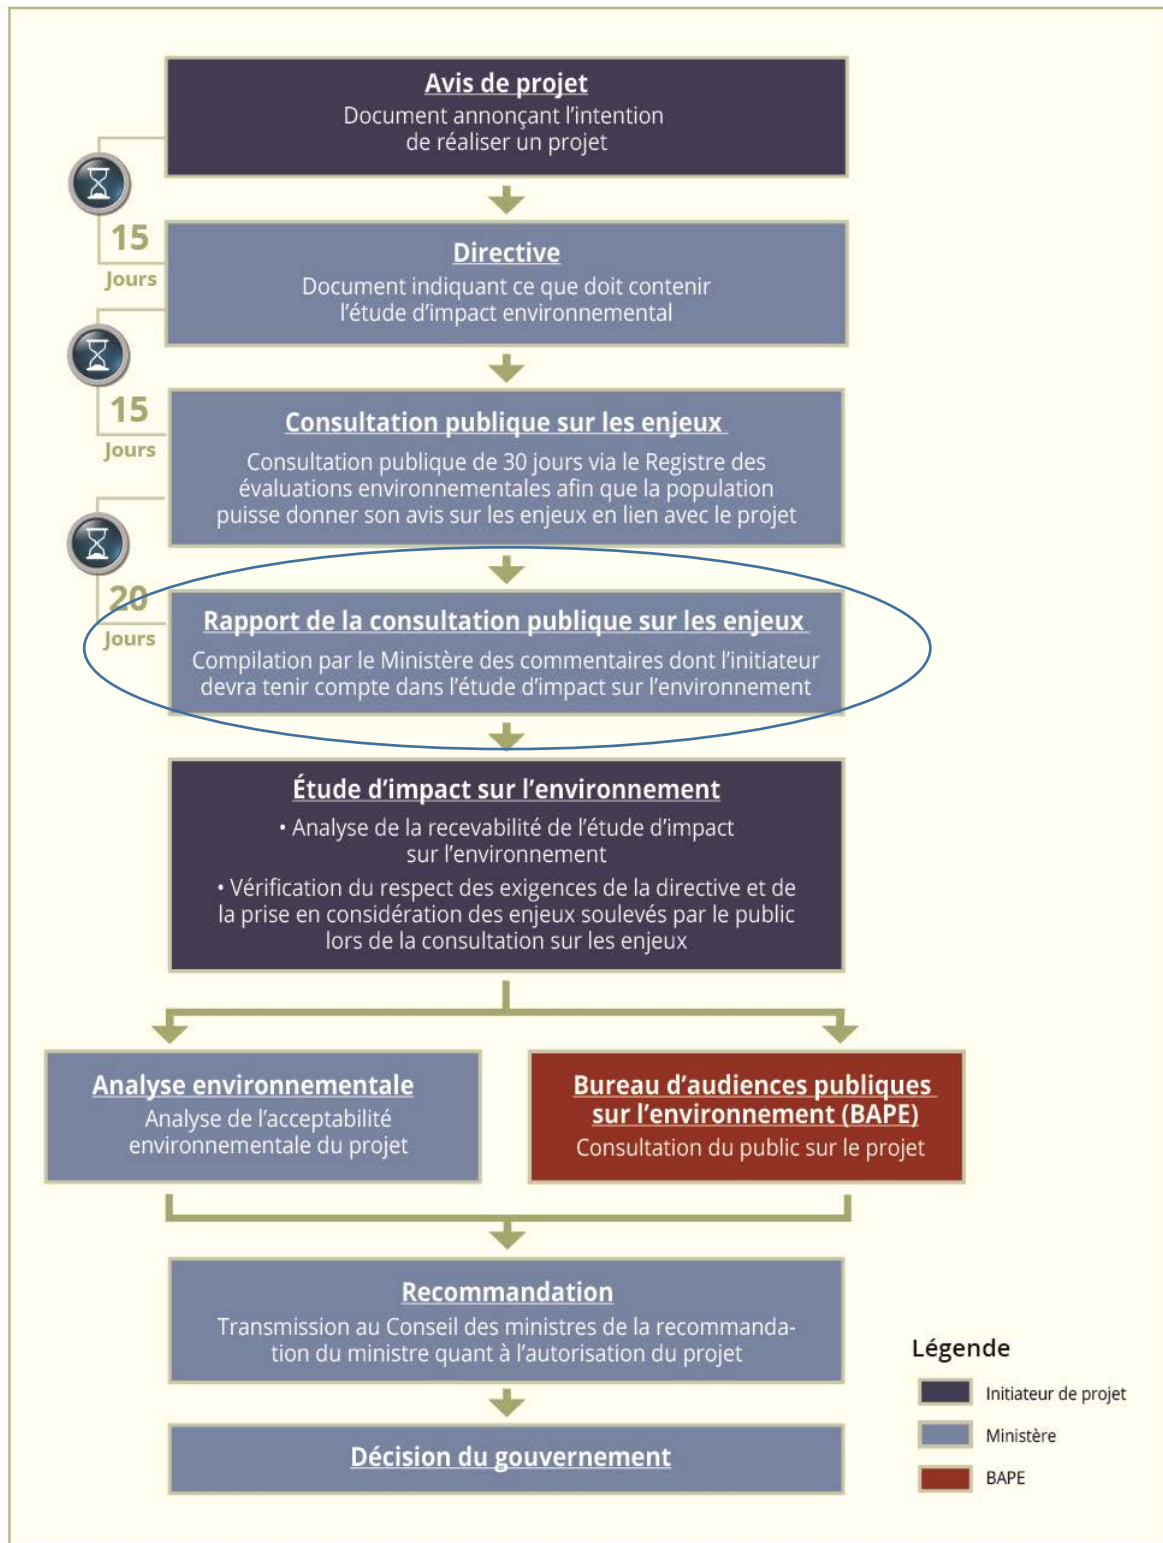 Avis de projet
Document annonçant l'intention
de réaliser un projet
15
Jours
Directive
Document indiquant ce que doit contenir
l'étude d'impact environnemental
15
Jours
Consultation publique sur les enjeux
Consultation publique de 30 jours via le Registre des
évaluations environnementales afin que la population
puisse donner son avis sur les enjeux en lien avec le projet
20
Jours
Rapport de la consultation publique sur les enjeux
Compilation par le Ministère des commentaires dont l'initiateur
devra tenir compte dans l'étude d'impact sur l'environnement
Étude d'impact sur l'environnement
• Analyse de la recevabilité de l'étude d'impact
sur l'environnement
• Vérification du respect des exigences de la directive et de
la prise en considération des enjeux soulevés par le public
lors de la consultation sur les enjeux
Analyse environnementale
Analyse de l'acceptabilité
environnementale du projet
Bureau d'audiences publiques
sur l'environnement (BAPE)
Consultation du public sur le projet
Recommandation
Transmission au Conseil des ministres de la recommanda-
tion du ministre quant à l'autorisation du projet
Décision du gouvernement
Légende
Initiateur de projet
Ministère
BAPE